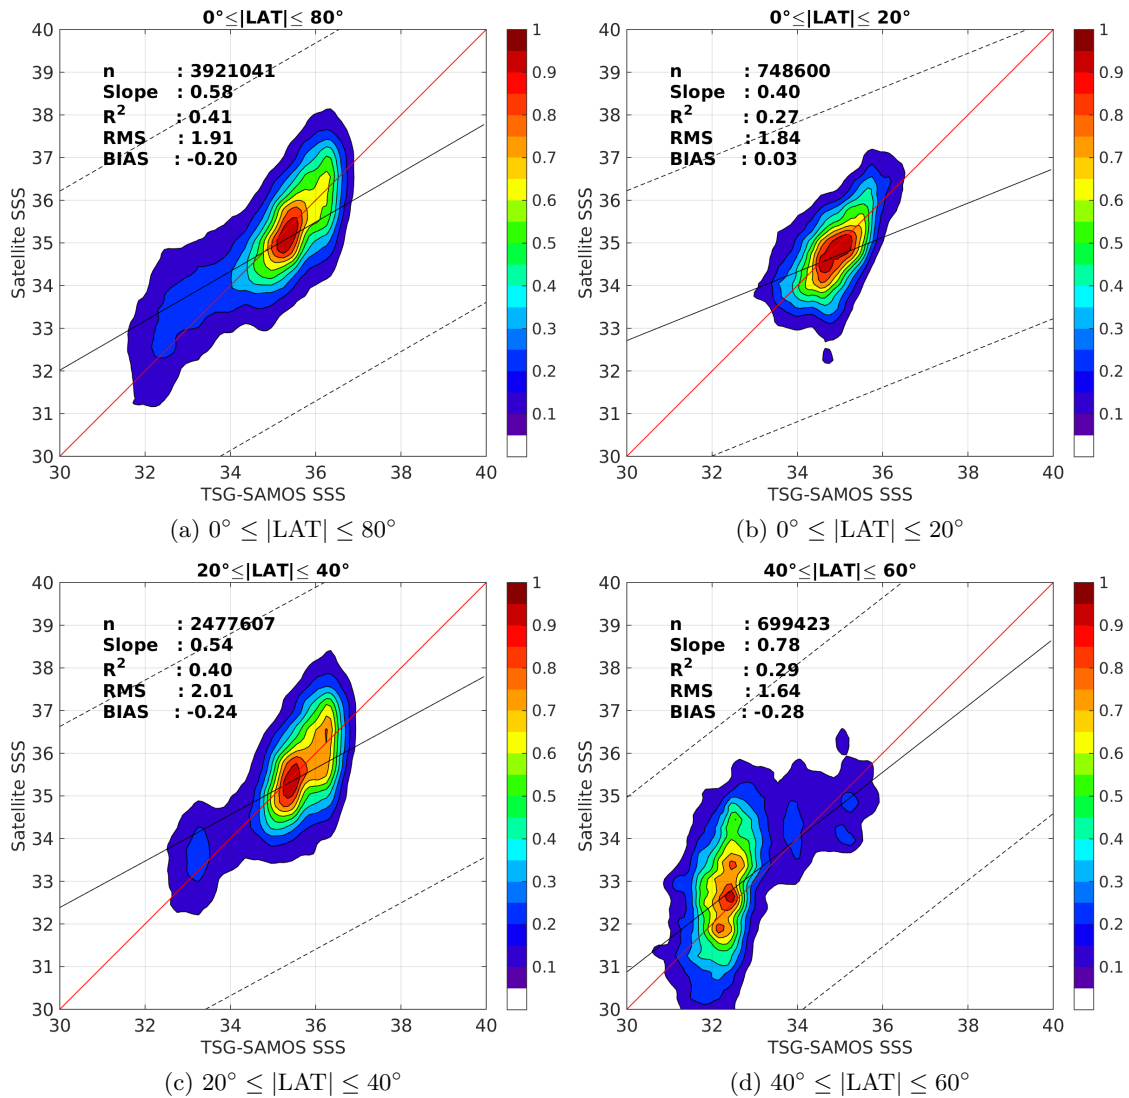 0°≤|LAT|≤ 80°
n : 3921041
Slope : 0.58
R² : 0.41
RMS : 1.91
BIAS : -0.20
40
39
38
37
36
35
34
33
32
31
30
30 32 34 36 38 40
Satellite SSS
TSG-SAMOS SSS
1
0.9
0.8
0.7
0.6
0.5
0.4
0.3
0.2
0.1
(a) 0° ≤ |LAT| ≤ 80°
0°≤|LAT|≤ 20°
n : 748600
Slope : 0.40
R² : 0.27
RMS : 1.84
BIAS : 0.03
40
39
38
37
36
35
34
33
32
31
30
30 32 34 36 38 40
Satellite SSS
TSG-SAMOS SSS
1
0.9
0.8
0.7
0.6
0.5
0.4
0.3
0.2
0.1
(b) 0° ≤ |LAT| ≤ 20°
20°≤|LAT|≤ 40°
n : 2477607
Slope : 0.54
R² : 0.40
RMS : 2.01
BIAS : -0.24
40
39
38
37
36
35
34
33
32
31
30
30 32 34 36 38 40
Satellite SSS
TSG-SAMOS SSS
1
0.9
0.8
0.7
0.6
0.5
0.4
0.3
0.2
0.1
(c) 20° ≤ |LAT| ≤ 40°
40°≤|LAT|≤ 60°
n : 699423
Slope : 0.78
R² : 0.29
RMS : 1.64
BIAS : -0.28
40
39
38
37
36
35
34
33
32
31
30
30 32 34 36 38 40
Satellite SSS
TSG-SAMOS SSS
1
0.9
0.8
0.7
0.6
0.5
0.4
0.3
0.2
0.1
(d) 40° ≤ |LAT| ≤ 60°